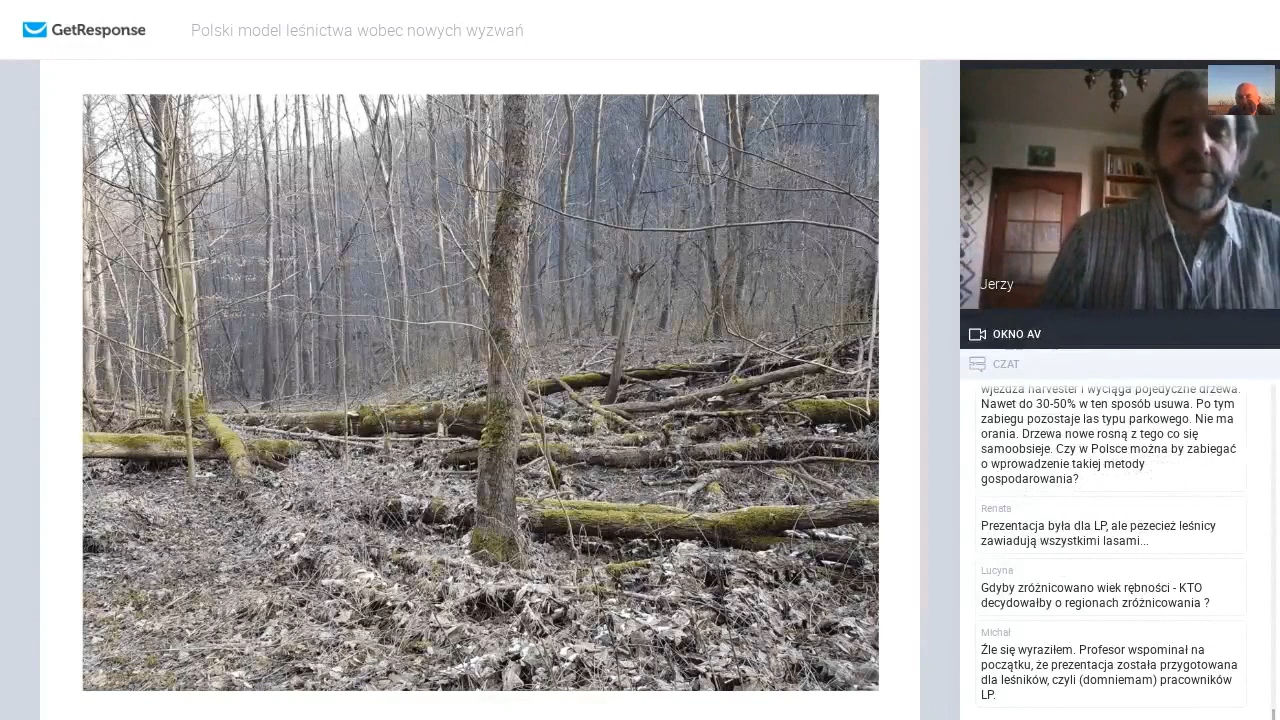 GetResponse
Polski model leśnictwa wobec nowych wyzwań
Jerzy
OKNO AV
CZAT
wjeżdża harvester i wyciąga pojedyczne drzewa.
Nawet do 30-50% w ten sposób usuwa. Po tym
zabiegu pozostaje las typu parkowego. Nie ma
orania. Drzewa nowe rosną z tego co się
samoobsieje. Czy w Polsce można by zabiegać
o wprowadzenie takiej metody
gospodarowania?
Renata
Prezentacja była dla LP, ale pezecież leśnicy
zawiadują wszystkimi lasami...
Lucyna
Gdyby zróżnicowano wiek rębności - KTO
decydowałby o regionach zróżnicowania ?
Michał
Źle się wyraziłem. Profesor wspominał na
początku, że prezentacja została przygotowana
dla leśników, czyli (domniemam) pracowników
LP.